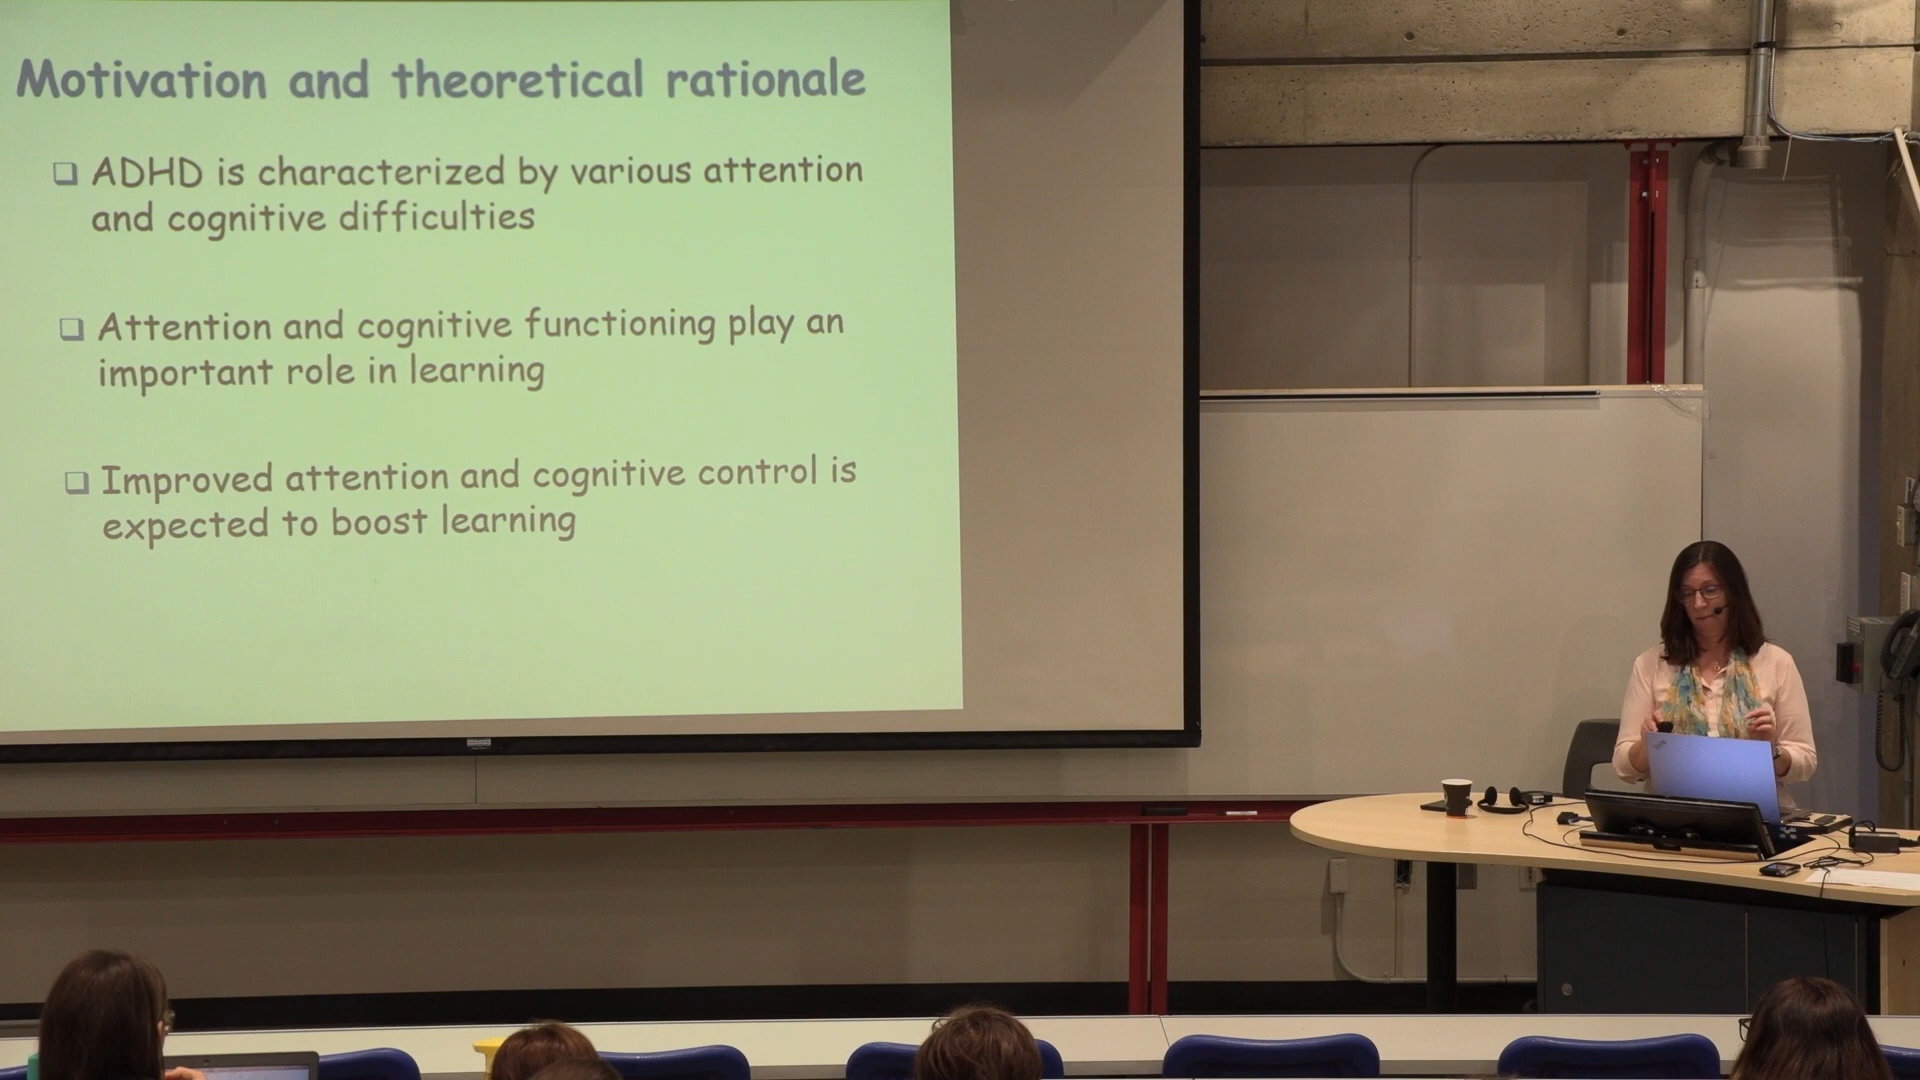 Motivation and theoretical rationale
ADHD is characterized by various attention
and cognitive difficulties
Attention and cognitive functioning play an
important role in learning
Improved attention and cognitive control is
expected to boost learning